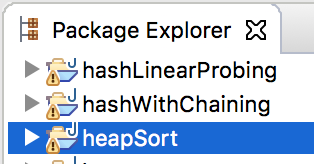 Package Explorer
hashLinearProbing
hashWithChaining
heapSort